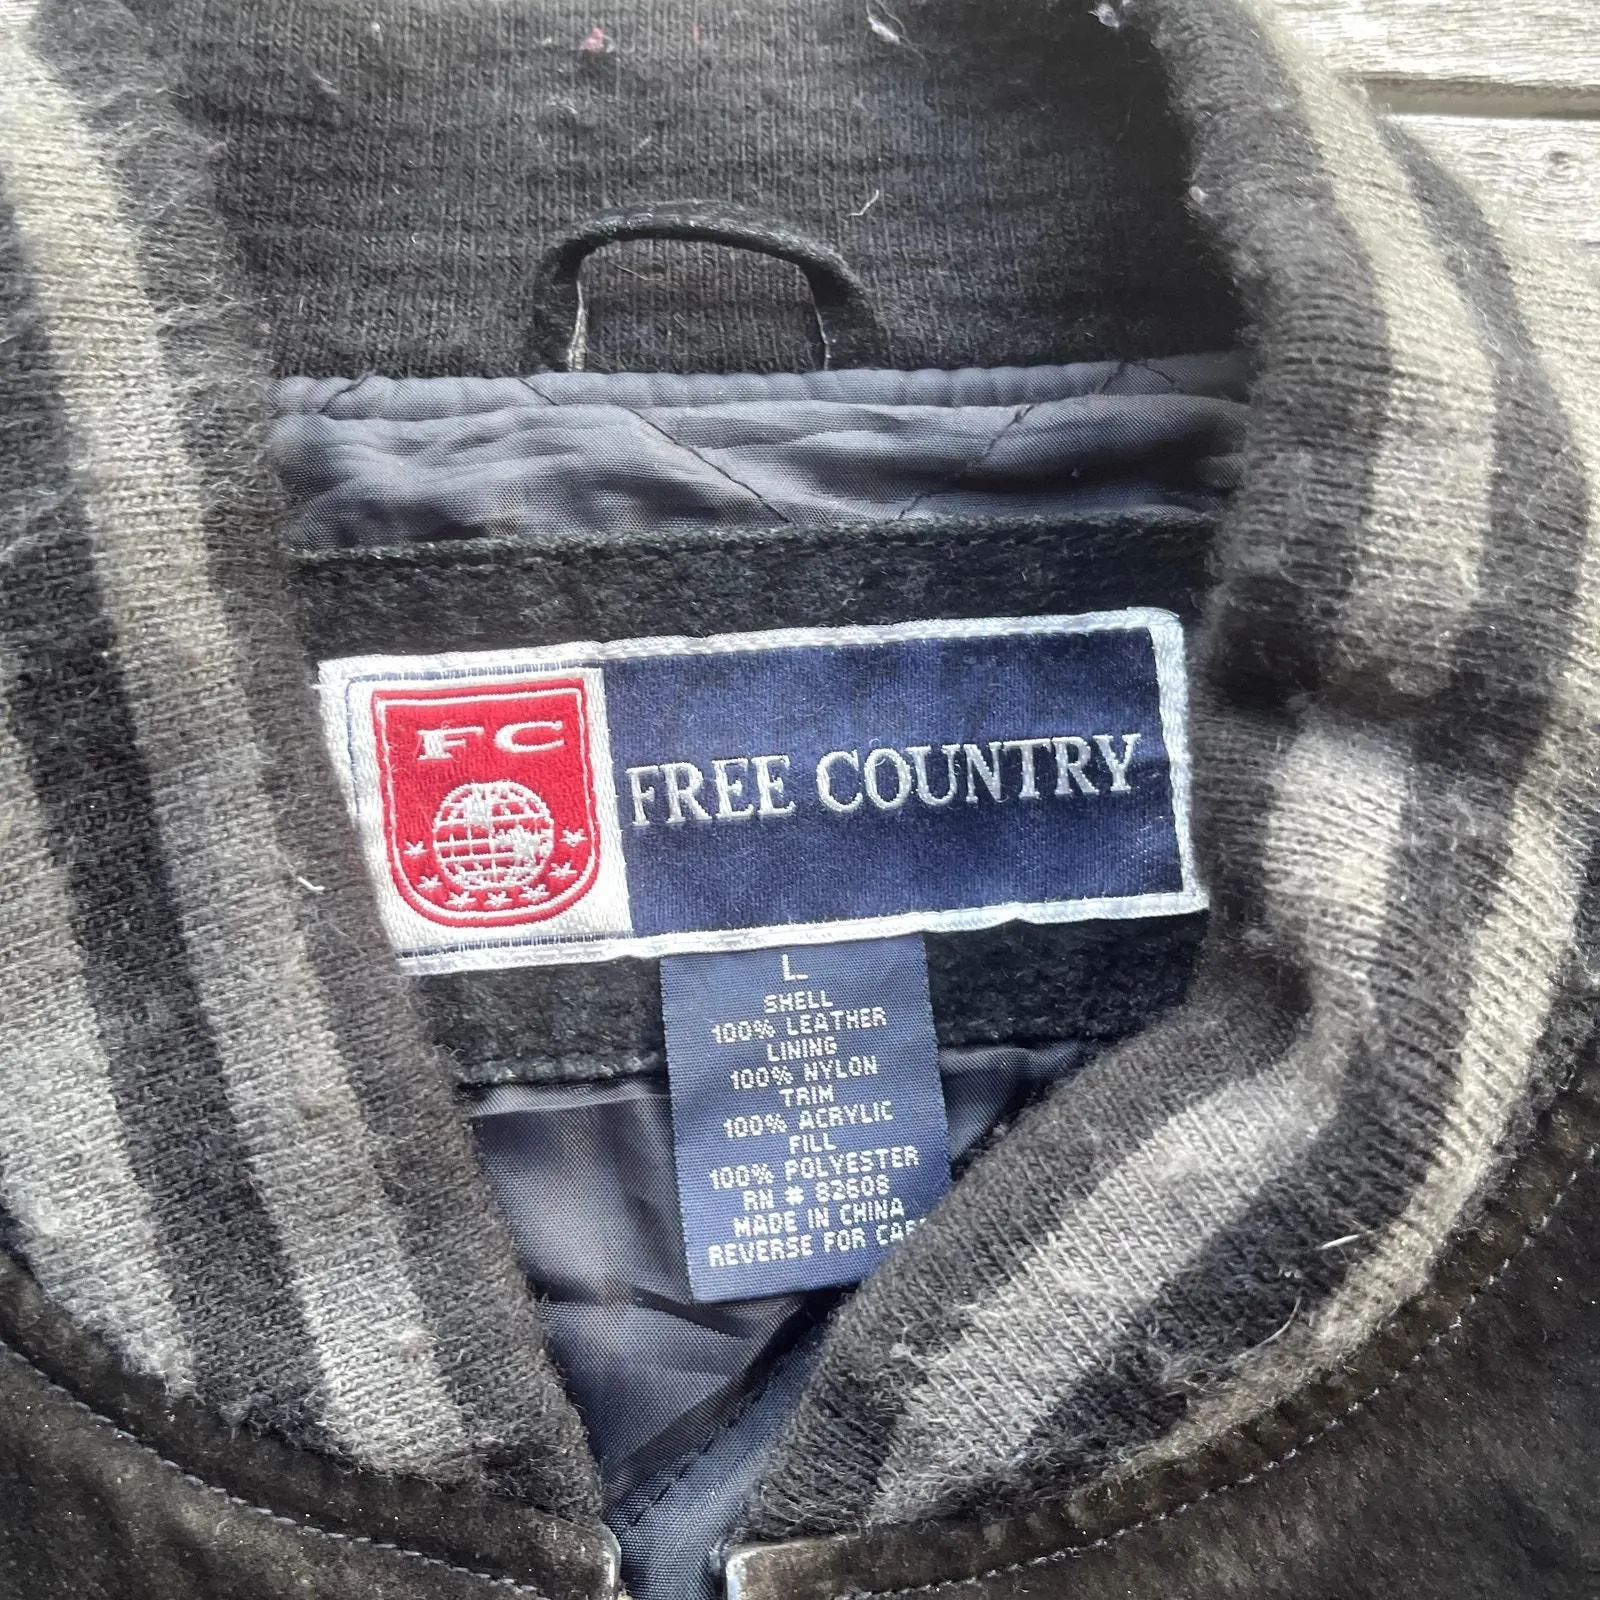 FC
FREE COUNTRY
L
SHELL
100% LEATHER
LINING
100% NYLON
TRIM
100% ACRYLIC
FILL
100% POLYESTER
RN # 82608
MADE IN CHINA
REVERSE FOR